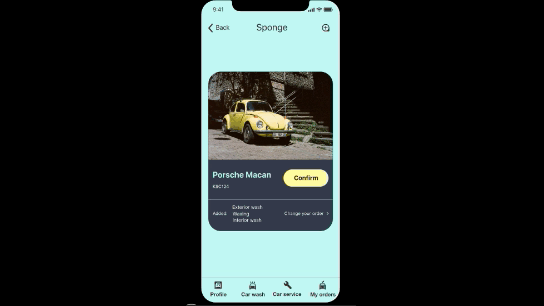 9:41
Back Sponge
Porsche Macan
Confirm
Exterior wash
Added Waxing Change your order
Interior wash
Profile Car wash Car service My orders